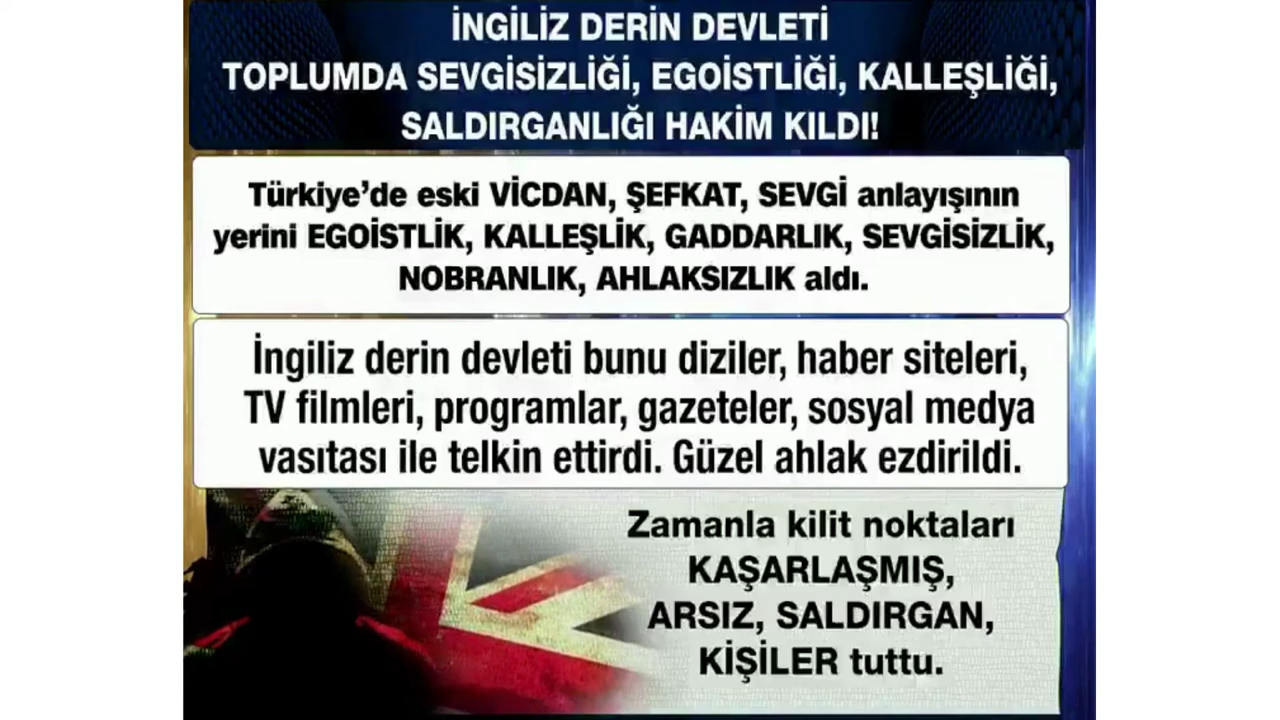 İNGİLİZ DERİN DEVLETİ
TOPLUMDA SEVGİSİZLİĞİ, EGOİSTLİĞİ, KALLEŞLİĞİ,
SALDIRGANLIĞI HAKİM KILDI!
Türkiye'de eski VİCDAN, ŞEFKAT, SEVGİ anlayışının
yerini EGOİSTLİK, KALLEŞLİK, GADDARLIK, SEVGİSİZLİK,
NOBRANLIK, AHLAKSIZLIK aldı.
İngiliz derin devleti bunu diziler, haber siteleri,
TV filmleri, programlar, gazeteler, sosyal medya
vasıtası ile telkin ettirdi. Güzel ahlak ezdirildi.
Zamanla kilit noktaları
KAŞARLAŞMIŞ,
ARSIZ, SALDIRGAN,
KİŞİLER tuttu.